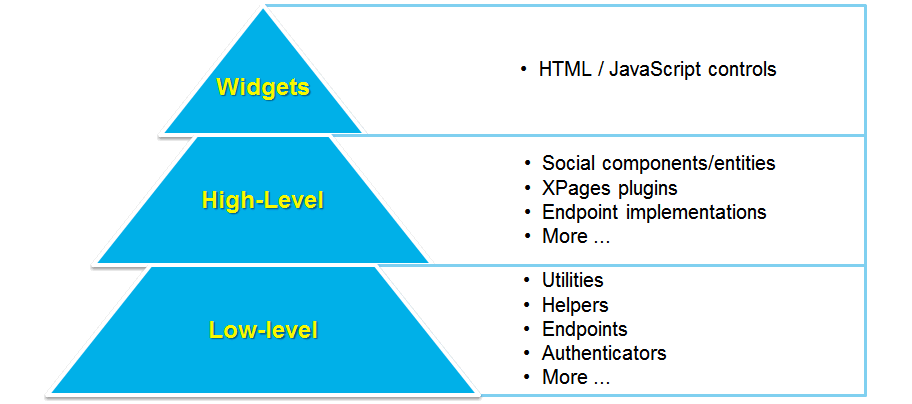 Widgets
• HTML / JavaScript controls
High-Level
• Social components/entities
• XPages plugins
• Endpoint implementations
• More ...
Low-level
• Utilities
• Helpers
• Endpoints
• Authenticators
• More ...